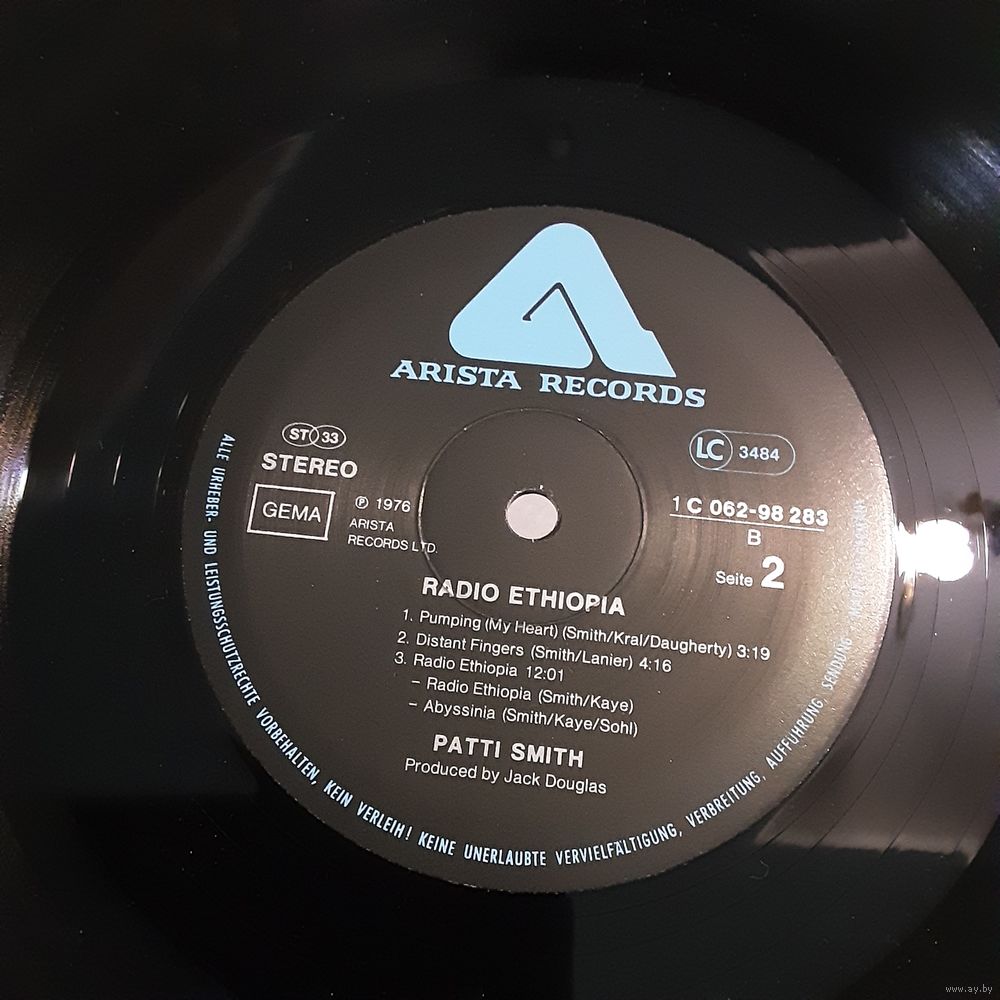 ARISTA RECORDS
ST 33
STEREO
GEMA
Ⓟ 1976
ARISTA
RECORDS LTD.
LC 3484
1 C 062-98 283
B
Seite 2
RADIO ETHIOPIA
1. Pumping (My Heart) (Smith/Kral/Daugherty) 3:19
2. Distant Fingers (Smith/Lanier) 4:16
3. Radio Ethiopia 12:01
– Radio Ethiopia (Smith/Kaye)
– Abyssinia (Smith/Kaye/Sohl)
PATTI SMITH
Produced by Jack Douglas
ALLE URHEBER- UND LEISTUNGSSCHUTZRECHTE VORBEHALTEN, KEIN VERLEIH! KEINE UNERLAUBTE VERVIELFÄLTIGUNG, VERBREITUNG, AUFFÜHRUNG, SENDUNG
www.ay.by